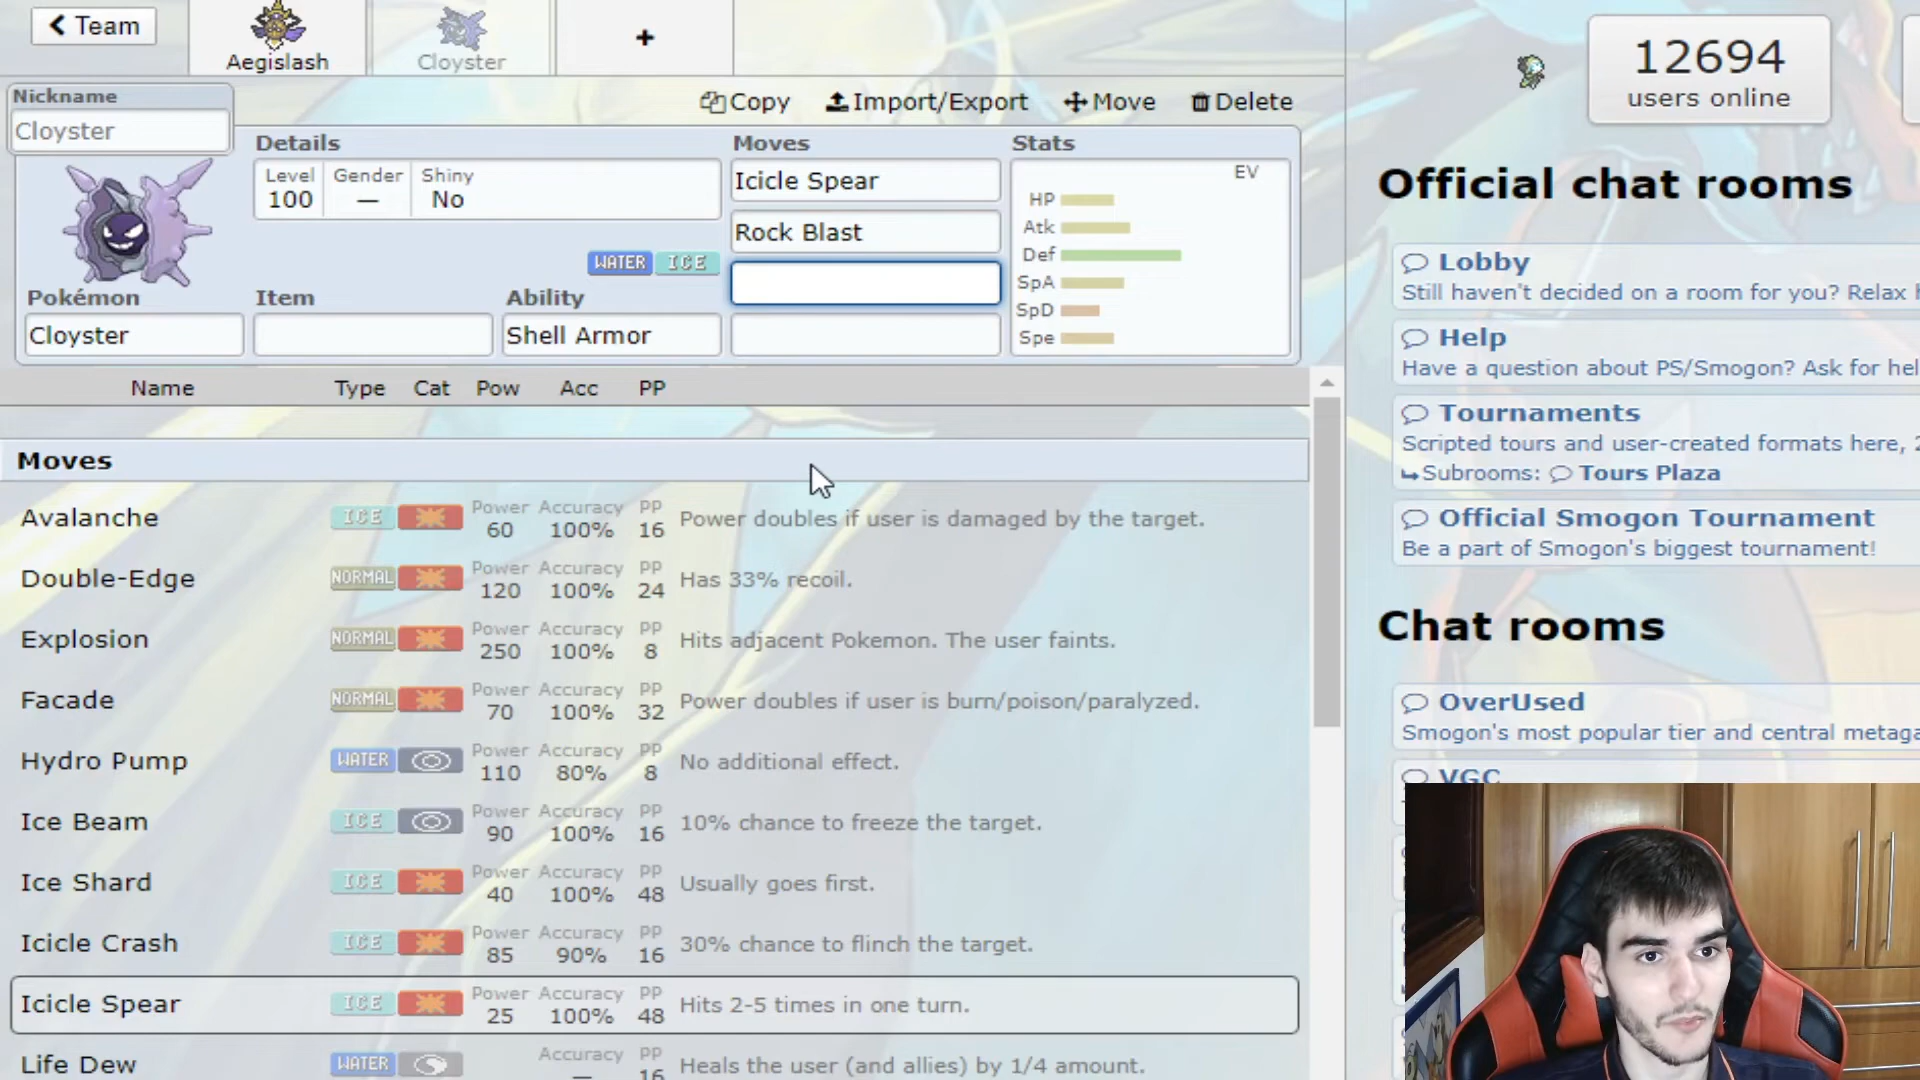 Team
Aegislash
Cloyster
+
12694
users online
Nickname
Cloyster
Copy
Import/Export
Move
Delete
Details
Moves
Stats
Level
100
Gender
—
Shiny
No
Icicle Spear
EV
HP
Atk
Def
SpA
SpD
Spe
Rock Blast
WATER
ICE
Pokémon
Item
Ability
Cloyster
Shell Armor
Name Type Cat Pow Acc PP
Moves
Avalanche ICE Power 60 Accuracy 100% PP 16 Power doubles if user is damaged by the target.
Double-Edge NORMAL Power 120 Accuracy 100% PP 24 Has 33% recoil.
Explosion NORMAL Power 250 Accuracy 100% PP 8 Hits adjacent Pokemon. The user faints.
Facade NORMAL Power 70 Accuracy 100% PP 32 Power doubles if user is burn/poison/paralyzed.
Hydro Pump WATER Power 110 Accuracy 80% PP 8 No additional effect.
Ice Beam ICE Power 90 Accuracy 100% PP 16 10% chance to freeze the target.
Ice Shard ICE Power 40 Accuracy 100% PP 48 Usually goes first.
Icicle Crash ICE Power 85 Accuracy 90% PP 16 30% chance to flinch the target.
Icicle Spear ICE Power 25 Accuracy 100% PP 48 Hits 2-5 times in one turn.
Life Dew WATER Accuracy — PP 16 Heals the user (and allies) by 1/4 amount.
Official chat rooms
Lobby
Still haven't decided on a room for you? Relax
Help
Have a question about PS/Smogon? Ask for hel
Tournaments
Scripted tours and user-created formats here, 2
Subrooms: Tours Plaza
Official Smogon Tournament
Be a part of Smogon's biggest tournament!
Chat rooms
OverUsed
Smogon's most popular tier and central metaga
VGC